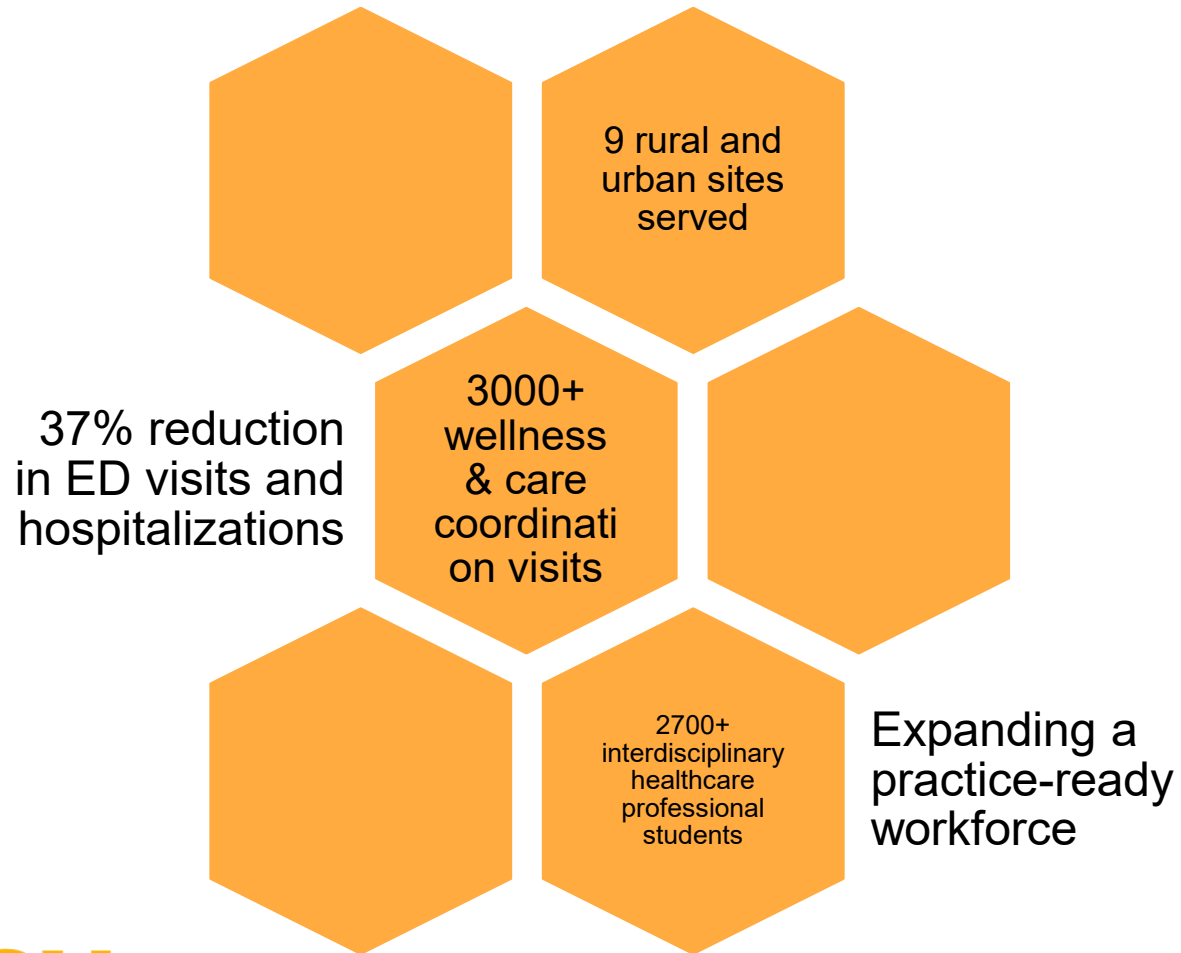 9 rural and
urban sites
served
37% reduction
in ED visits and
hospitalizations
3000+
wellness
& care
coordinati
on visits
2700+
interdisciplinary
healthcare
professional
students
Expanding a
practice-ready
workforce